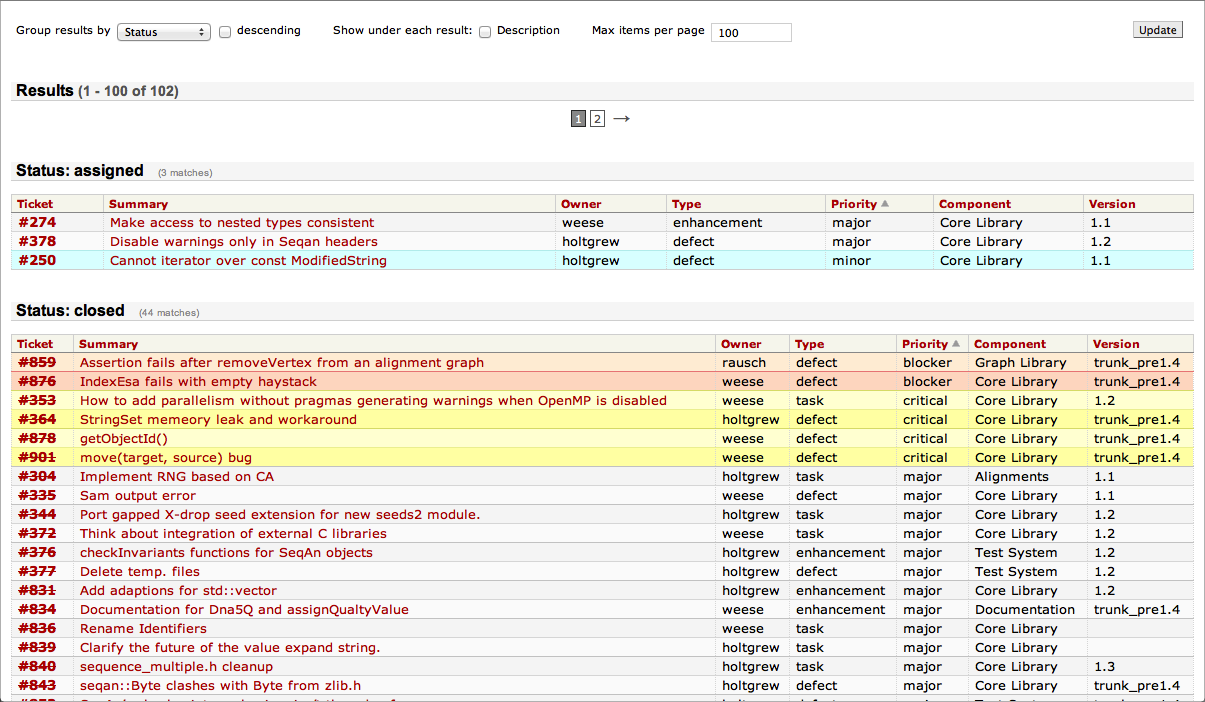 Group results by Status descending Show under each result: Description Max items per page 100 Update
Results (1 - 100 of 102)
1 2 →
Status: assigned (3 matches)
Ticket Summary Owner Type Priority Component Version
#274 Make access to nested types consistent weese enhancement major Core Library 1.1
#378 Disable warnings only in Seqan headers holtgrew defect major Core Library 1.2
#250 Cannot iterator over const ModifiedString holtgrew defect minor Core Library 1.1
Status: closed (44 matches)
Ticket Summary Owner Type Priority Component Version
#859 Assertion fails after removeVertex from an alignment graph rausch defect blocker Graph Library trunk_pre1.4
#876 IndexEsa fails with empty haystack weese defect blocker Core Library trunk_pre1.4
#353 How to add parallelism without pragmas generating warnings when OpenMP is disabled weese task critical Core Library 1.2
#364 StringSet memeory leak and workaround holtgrew defect critical Core Library trunk_pre1.4
#878 getObjectId() weese defect critical Core Library trunk_pre1.4
#901 move(target, source) bug weese defect critical Core Library trunk_pre1.4
#304 Implement RNG based on CA holtgrew task major Alignments 1.1
#335 Sam output error weese defect major Core Library 1.1
#344 Port gapped X-drop seed extension for new seeds2 module. holtgrew task major Core Library 1.2
#372 Think about integration of external C libraries weese task major Core Library 1.2
#376 checkInvariants functions for SeqAn objects holtgrew enhancement major Test System 1.2
#377 Delete temp. files holtgrew defect major Test System 1.2
#831 Add adaptions for std::vector holtgrew enhancement major Core Library 1.2
#834 Documentation for Dna5Q and assignQualtyValue weese enhancement major Documentation trunk_pre1.4
#836 Rename Identifiers weese task major Core Library
#839 Clarify the future of the value expand string. holtgrew task major Core Library
#840 sequence_multiple.h cleanup holtgrew task major Core Library 1.3
#843 seqan::Byte clashes with Byte from zlib.h holtgrew defect major Core Library trunk_pre1.4